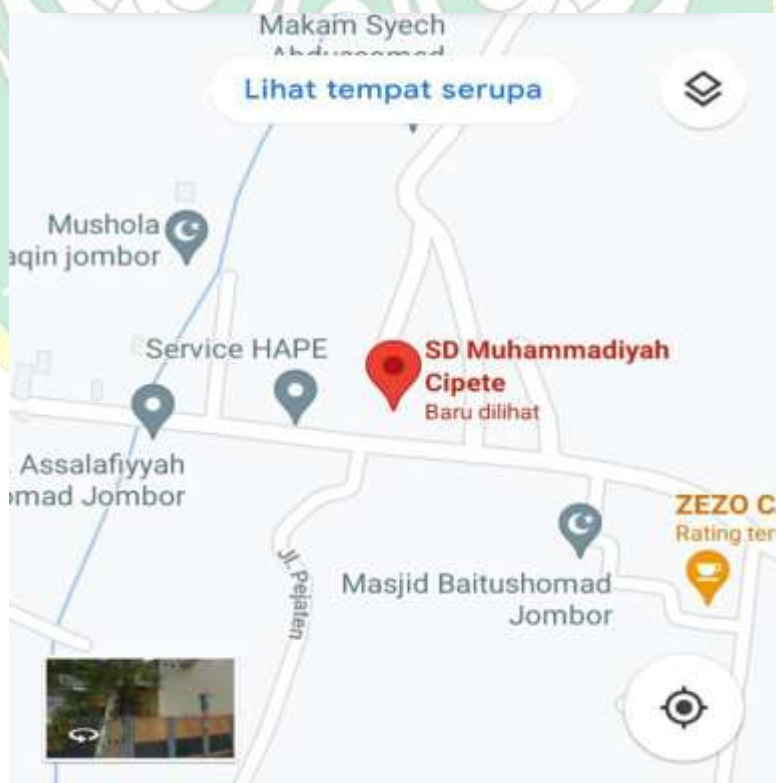 Makam Syech
Abdussomad
Lihat tempat serupa
Mushola
aqin jombor
Service HAPE
SD Muhammadiyah
Cipete
Baru dilihat
. Assalafiyyah
omad Jombor
ZEZO C
Rating ter
Masjid Baitushomad
Jombor
Jl. Pejaten